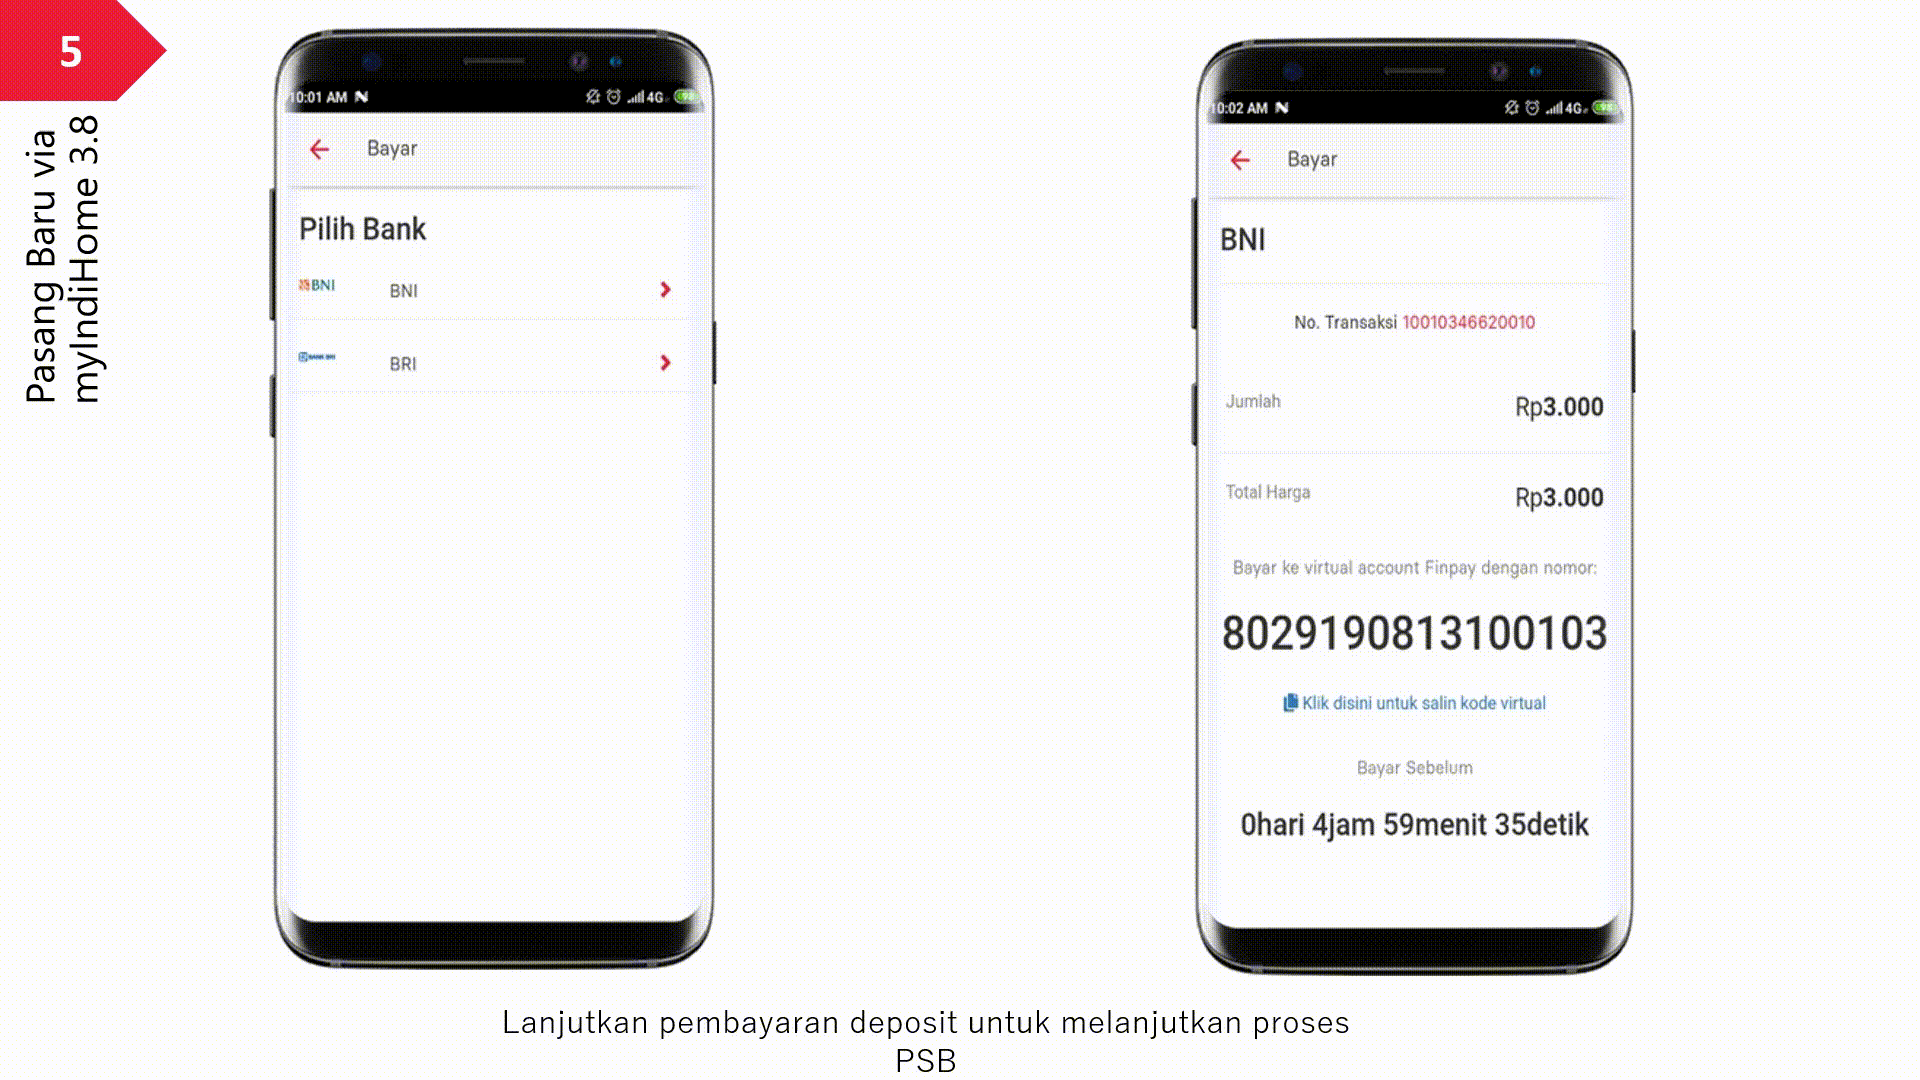 5
Pasang Baru via
myIndiHome 3.8
10:01 AM
4G
Bayar
Pilih Bank
BNI
BNI
BANK BRI
BRI
10:02 AM
4G
Bayar
BNI
No. Transaksi 10010346620010
Jumlah
Rp3.000
Total Harga
Rp3.000
Bayar ke virtual account Finpay dengan nomor:
8029190813100103
Klik disini untuk salin kode virtual
Bayar Sebelum
0hari 4jam 59menit 35detik
Lanjutkan pembayaran deposit untuk melanjutkan proses
PSB